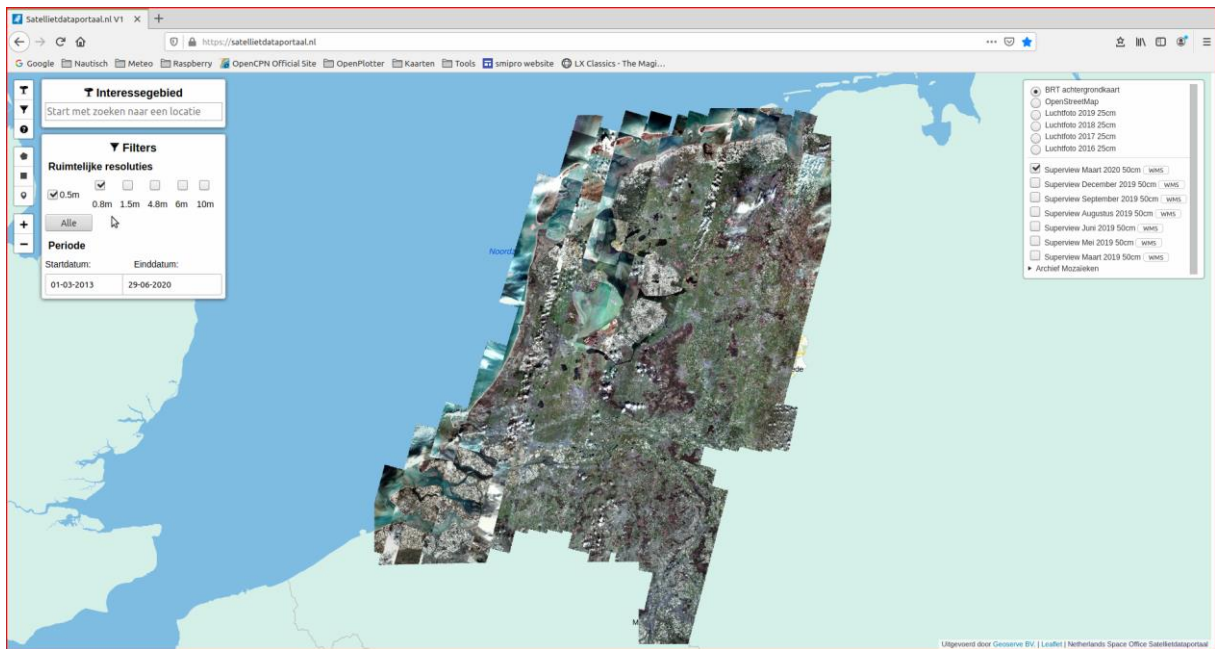 Satellietdataportaal.nl V1
https://satellietdataportaal.nl
Google Nautisch Meteo Raspberry OpenCPN Official Site OpenPlotter Kaarten Tools smipro website LX Classics - The Magi...
Interessegebied
Start met zoeken naar een locatie
Filters
Ruimtelijke resoluties
0.5m
0.8m 1.5m 4.8m 6m 10m
Alle
Periode
Startdatum: Einddatum:
01-03-2013 29-06-2020
BRT achtergrondkaart
OpenStreetMap
Luchtfoto 2019 25cm
Luchtfoto 2018 25cm
Luchtfoto 2017 25cm
Luchtfoto 2016 25cm
Superview Maart 2020 50cm WMS
Superview December 2019 50cm WMS
Superview September 2019 50cm WMS
Superview Augustus 2019 50cm WMS
Superview Juni 2019 50cm WMS
Superview Mei 2019 50cm WMS
Superview Maart 2019 50cm WMS
Archief Mozaïeken
Noordz
ede
M
Uitgevoerd door Geoserve BV. | Leaflet | Netherlands Space Office Satellietdataportaal